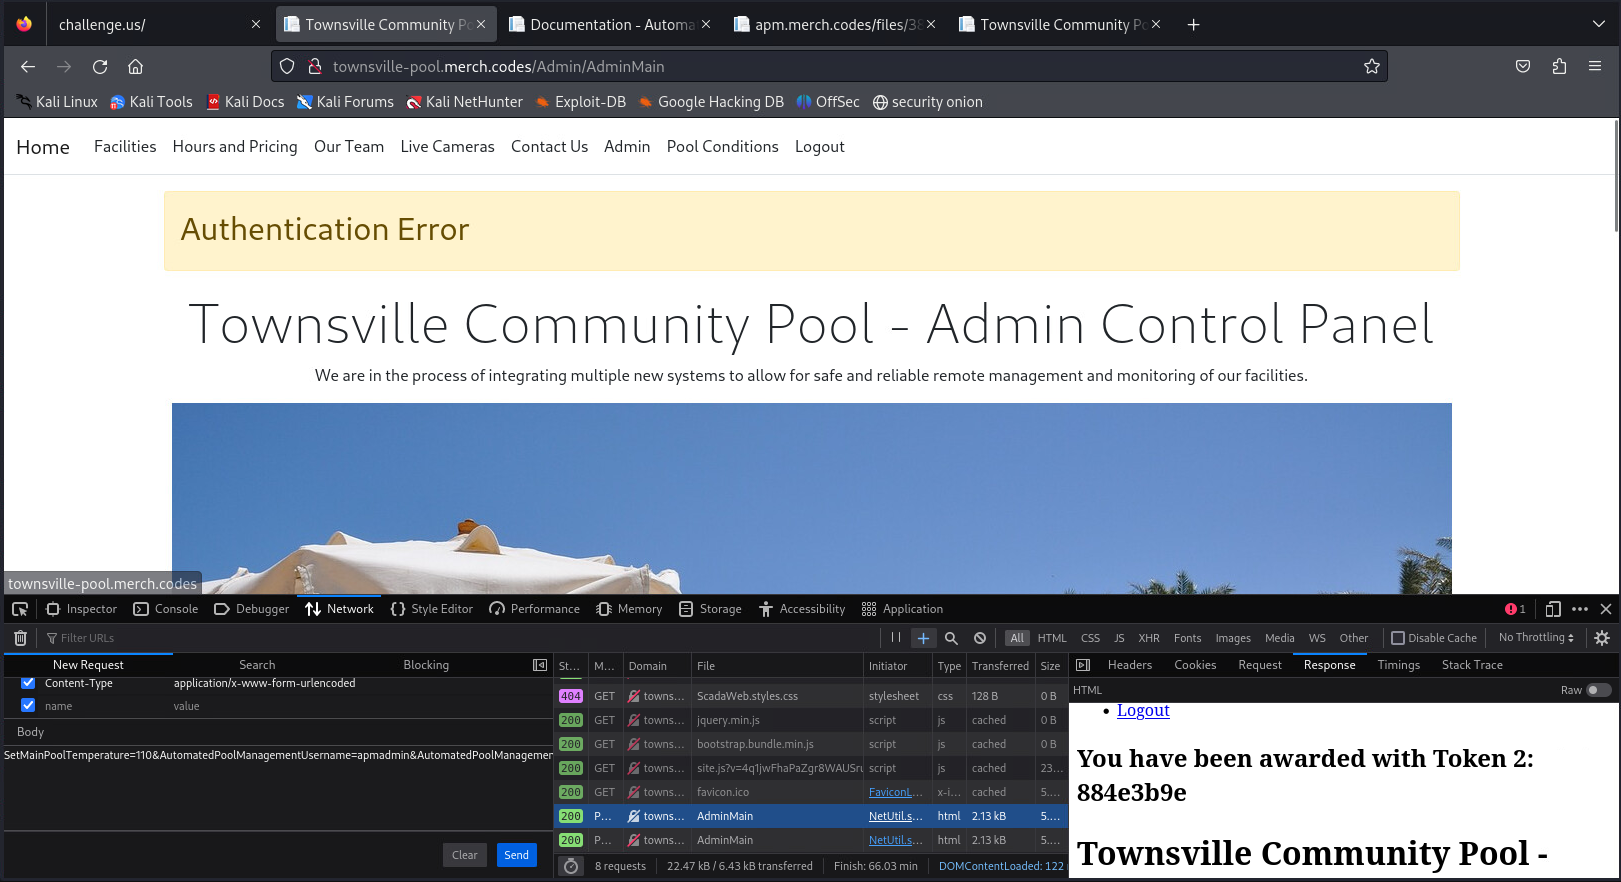 challenge.us/
Townsville Community Po
Documentation - Automa
apm.merch.codes/files/38
Townsville Community Po
townsville-pool.merch.codes/Admin/AdminMain
Kali Linux
Kali Tools
Kali Docs
Kali Forums
Kali NetHunter
Exploit-DB
Google Hacking DB
OffSec
security onion
Home
Facilities
Hours and Pricing
Our Team
Live Cameras
Contact Us
Admin
Pool Conditions
Logout
Authentication Error
Townsville Community Pool - Admin Control Panel
We are in the process of integrating multiple new systems to allow for safe and reliable remote management and monitoring of our facilities.
townsville-pool.merch.codes
Inspector
Console
Debugger
Network
Style Editor
Performance
Memory
Storage
Accessibility
Application
1
Filter URLs
All
HTML
CSS
JS
XHR
Fonts
Images
Media
WS
Other
Disable Cache
No Throttling
New Request
Search
Blocking
Content-Type application/x-www-form-urlencoded
name value
Body
SetMainPoolTemperature=110&AutomatedPoolManagementUsername=apmadmin&AutomatedPoolManagemen
Clear
Send
St... M... Domain File Initiator Type Transferred Size
404 GET towns... ScadaWeb.styles.css stylesheet css 128 B 0 B
200 GET towns... jquery.min.js script js cached 0 B
200 GET towns... bootstrap.bundle.min.js script js cached 0 B
200 GET towns... site.js?v=4q1jwFhaPaZgr8WAUSru script js cached 23...
200 GET towns... favicon.ico FaviconL... x-i... cached 5....
200 P... towns... AdminMain NetUtil.s... html 2.13 kB 5....
200 P... towns... AdminMain NetUtil.s... html 2.13 kB 5....
8 requests
22.47 kB / 6.43 kB transferred
Finish: 66.03 min
DOMContentLoaded: 122
Headers
Cookies
Request
Response
Timings
Stack Trace
HTML
Raw
Logout
You have been awarded with Token 2:
884e3b9e
Townsville Community Pool -